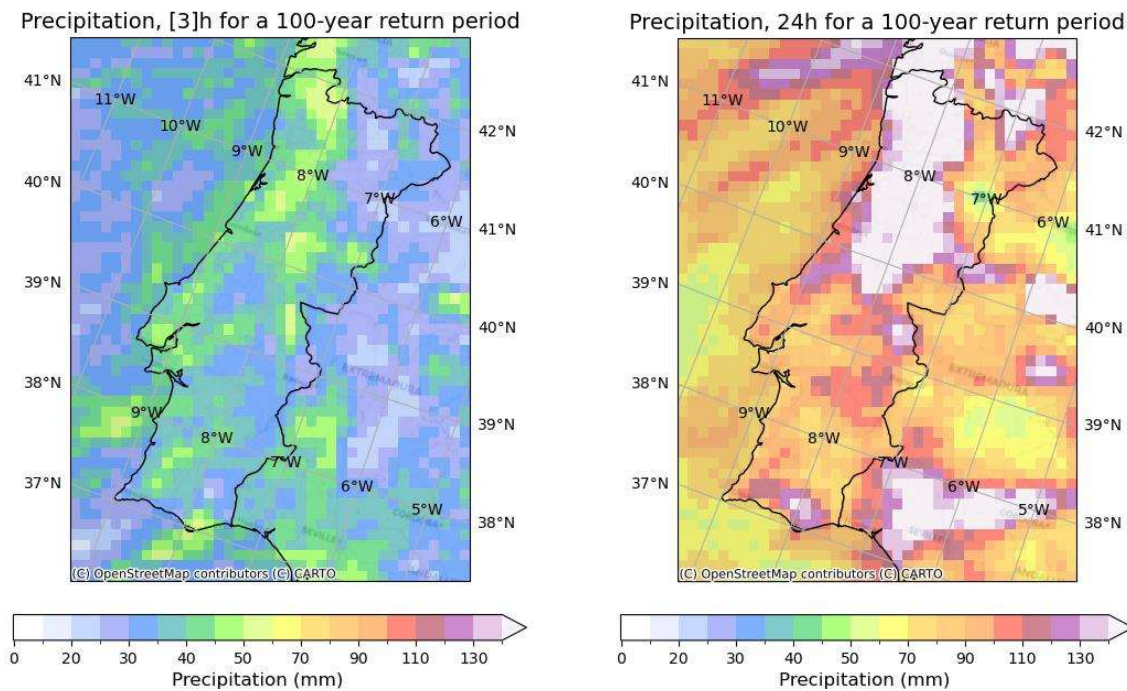 Precipitation, [3]h for a 100-year return period
41°N
40°N
39°N
38°N
37°N
11°W
10°W
9°W
8°W
7°W
6°W
9°W
8°W
7°W
6°W
5°W
EXTREMADURA
SEVILLE
42°N
41°N
40°N
39°N
38°N
(C) OpenStreetMap contributors (C) CARTO
0 20 30 50 70 90 110 130
Precipitation (mm)
Precipitation, 24h for a 100-year return period
41°N
40°N
39°N
38°N
37°N
11°W
10°W
9°W
8°W
7°W
6°W
9°W
8°W
7°W
6°W
5°W
EXTREMADURA
SEVILLE
42°N
41°N
40°N
39°N
38°N
(C) OpenStreetMap contributors (C) CARTO
0 20 30 50 70 90 110 130
Precipitation (mm)